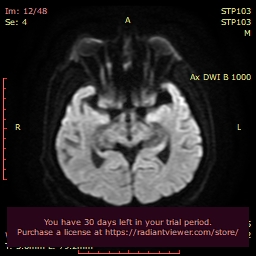 Im: 12/48
Se: 4
A
STP103
STP103
M
Ax DWI B 1000
R
L
You have 30 days left in your trial period.
Purchase a license at https://radiantviewer.com/store/